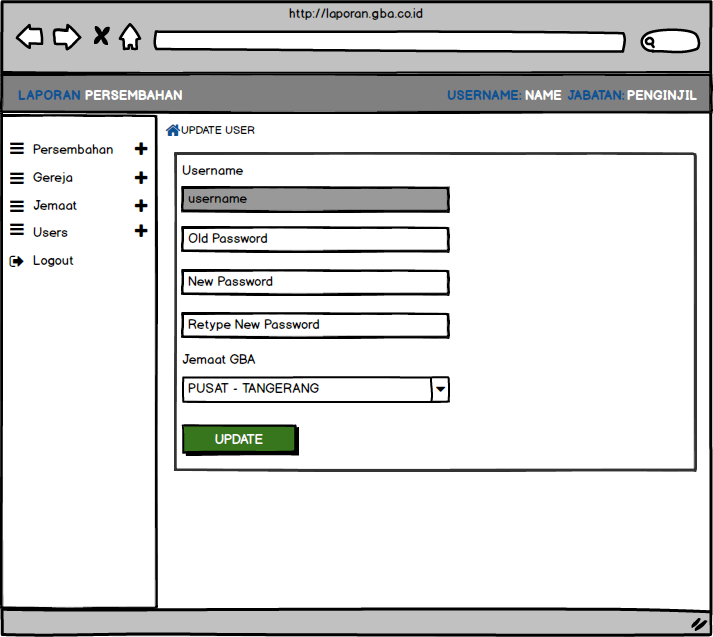 http://laporan.gba.co.id
LAPORAN PERSEMBAHAN USERNAME: NAME JABATAN: PENGINJIL
UPDATE USER
Persembahan
Gereja
Jemaat
Users
Logout
Username
username
Old Password
New Password
Retype New Password
Jemaat GBA
PUSAT - TANGERANG
UPDATE